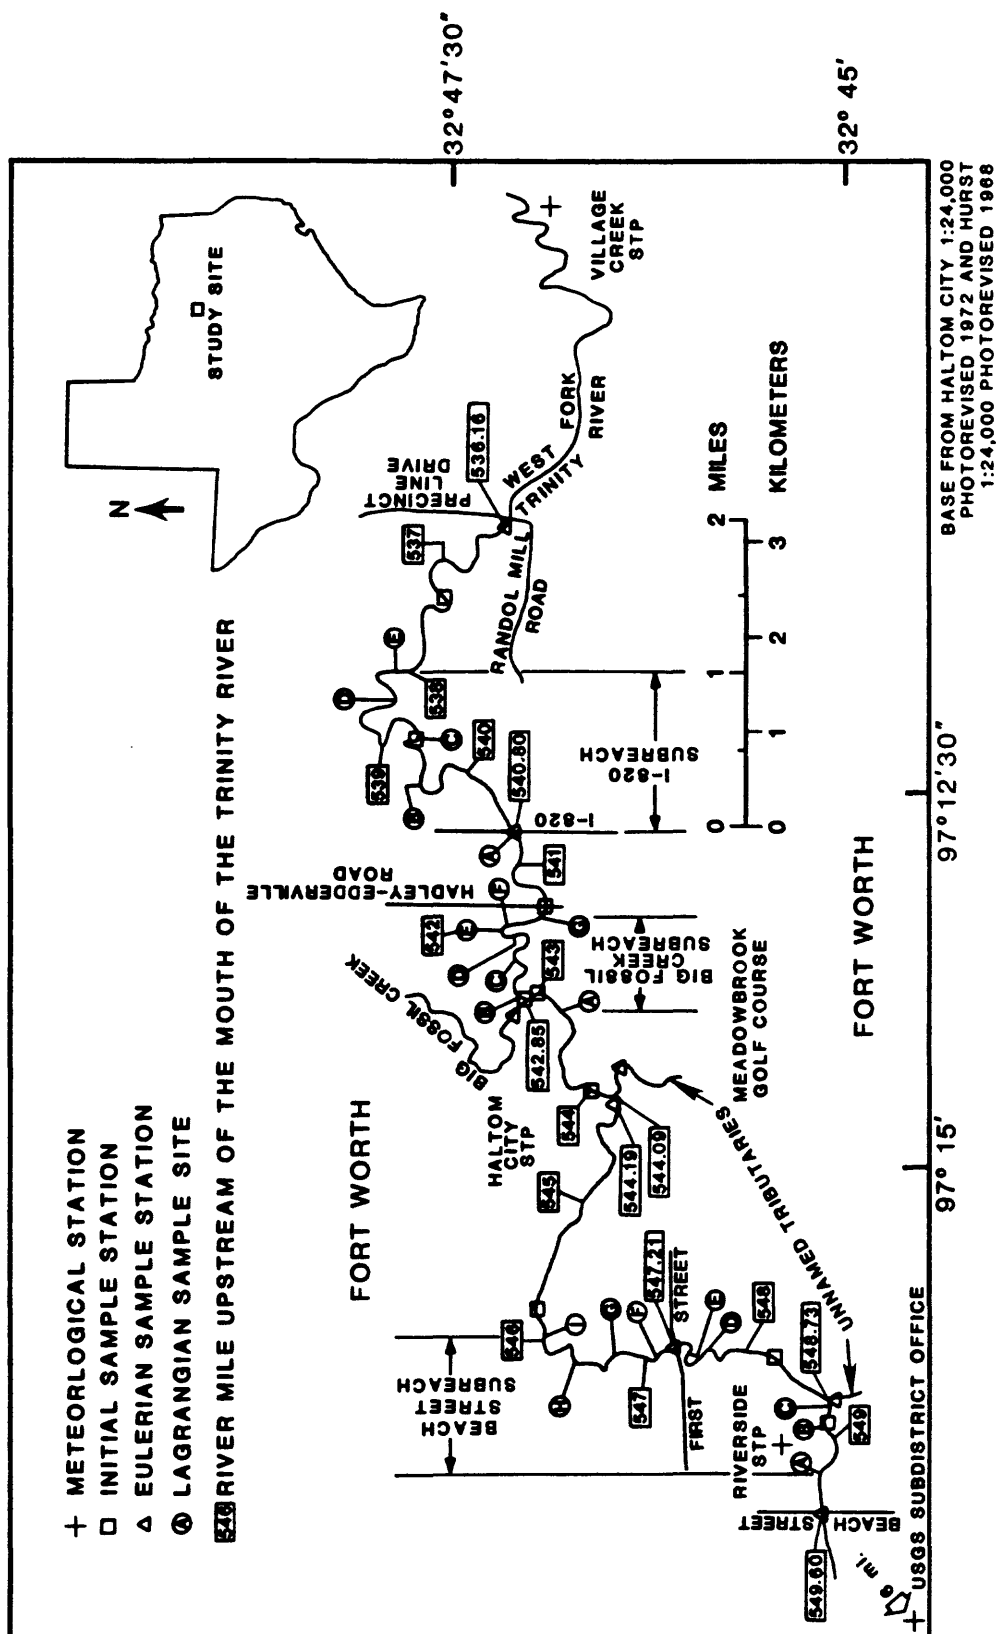 + METEORLOGICAL STATION
□ INITIAL SAMPLE STATION
△ EULERIAN SAMPLE STATION
Ⓐ LAGRANGIAN SAMPLE SITE
546 RIVER MILE UPSTREAM OF THE MOUTH OF THE TRINITY RIVER
N
STUDY SITE
32° 47'30"
32° 45'
FORT WORTH
BEACH
STREET
SUBREACH
546
I
H
G
F
547
547.21
FIRST
STREET
E
D
548
548.73
C
B
A
549
RIVERSIDE
STP
BEACH
STREET
549.60
6 mi.
USGS SUBDISTRICT OFFICE
UNNAMED TRIBUTARIES
545
544
544.19
544.09
HALTOM
CITY
STP
BIG FOSSIL CREEK
542.85
543
MEADOWBROOK
GOLF COURSE
BIG FOSSIL
CREEK
SUBREACH
A
B
C
D
E
F
G
542
HADLEY-EDDERVILLE
ROAD
541
A
I-820
540.80
540
B
C
539
D
E
538
I-820
SUBREACH
537
PRECINCT
LINE
DRIVE
536.16
RANDOL MILL
ROAD
WEST FORK
TRINITY RIVER
VILLAGE
CREEK
STP
0 1 2 MILES
0 1 2 3 KILOMETERS
FORT WORTH
97° 15'
97° 12'30"
BASE FROM HALTOM CITY 1:24,000
PHOTOREVISED 1972 AND HURST
1:24,000 PHOTOREVISED 1968